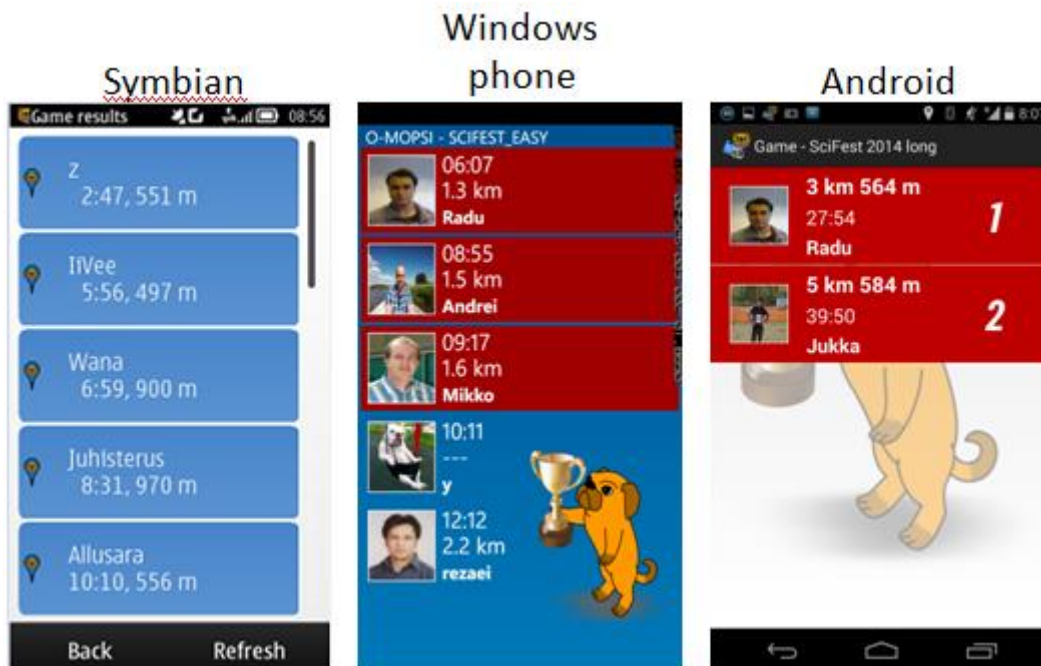 Symbian
Game results 08:56
Z
2:47, 551 m
IiVee
5:56, 497 m
Wana
6:59, 900 m
Juhisterus
8:31, 970 m
Allusara
10:10, 556 m
Back Refresh
Windows
phone
O-MOPSI - SCIFEST_EASY
06:07
1.3 km
Radu
08:55
1.5 km
Andrei
09:17
1.6 km
Mikko
10:11
---
y
12:12
2.2 km
rezaei
Android
Game - SciFest 2014 long
3 km 564 m
27:54
Radu
1
5 km 584 m
39:50
Jukka
2